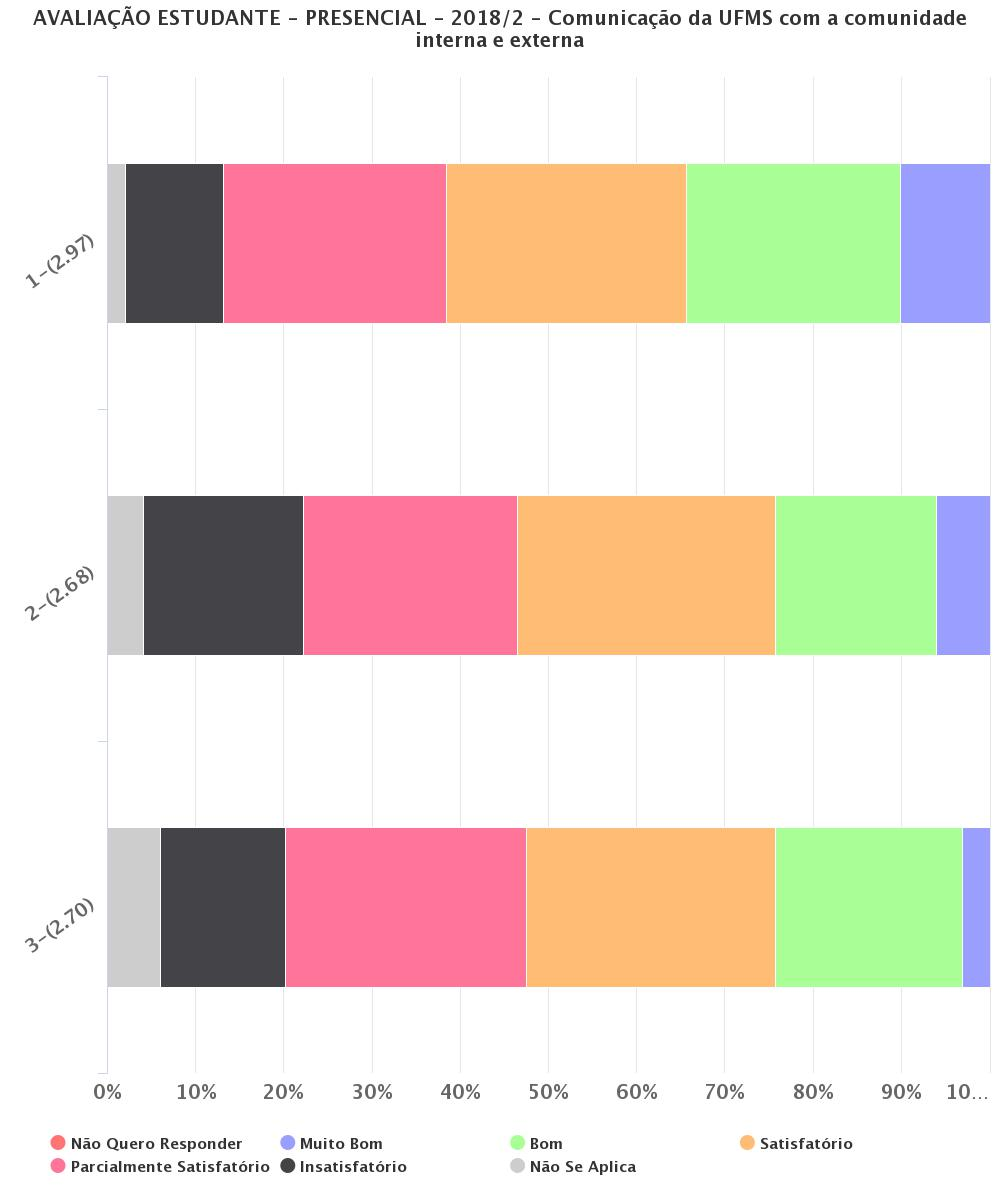 AVALIAÇÃO ESTUDANTE - PRESENCIAL - 2018/2 - Comunicação da UFMS com a comunidade
interna e externa
1-(2.97)
2-(2.68)
3-(2.70)
0% 10% 20% 30% 40% 50% 60% 70% 80% 90% 10...
Não Quero Responder Muito Bom Bom Satisfatório
Parcialmente Satisfatório Insatisfatório Não Se Aplica